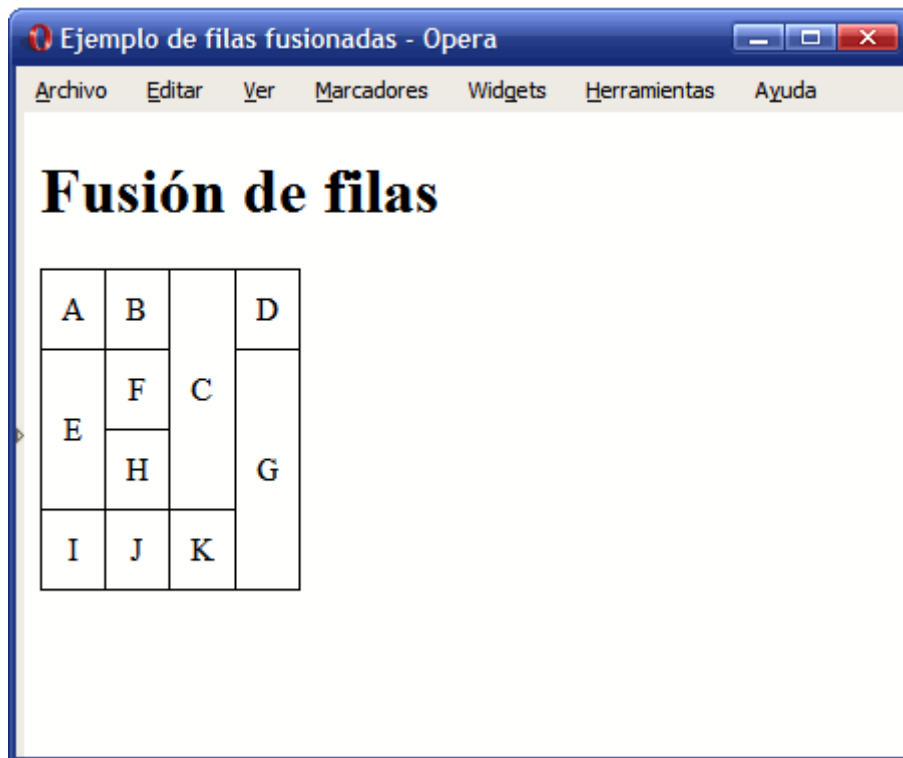 Ejemplo de filas fusionadas - Opera
Archivo Editar Ver Marcadores Widgets Herramientas Ayuda
Fusión de filas
A B C D
E F G
H
I J K